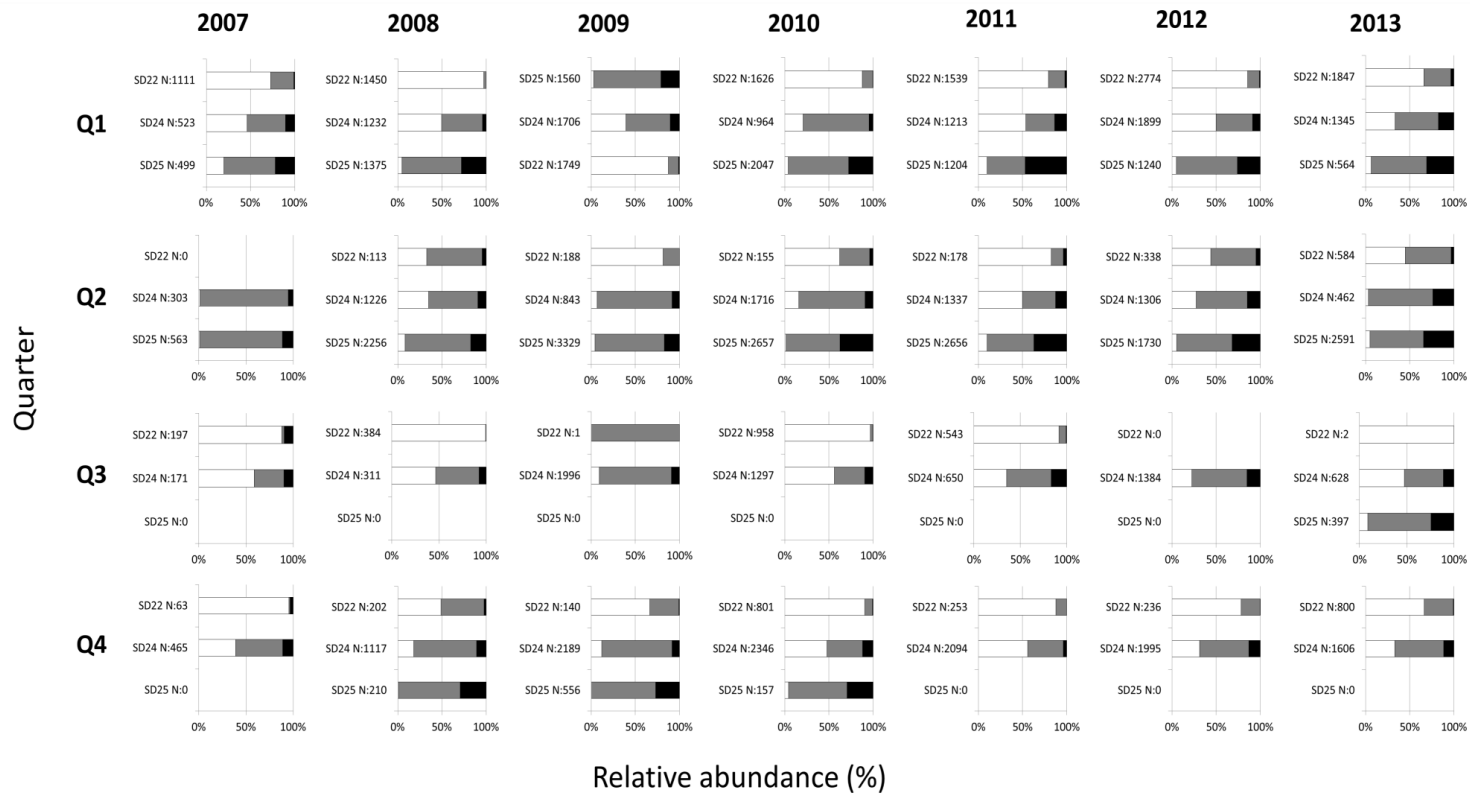 2007 2008 2009 2010 2011 2012 2013
Q1
SD22 N:1111 SD22 N:1450 SD25 N:1560 SD22 N:1626 SD22 N:1539 SD22 N:2774 SD22 N:1847
SD24 N:523 SD24 N:1232 SD24 N:1706 SD24 N:964 SD24 N:1213 SD24 N:1899 SD24 N:1345
SD25 N:499 SD25 N:1375 SD22 N:1749 SD25 N:2047 SD25 N:1204 SD25 N:1240 SD25 N:564
0% 50% 100% 0% 50% 100% 0% 50% 100% 0% 50% 100% 0% 50% 100% 0% 50% 100% 0% 50% 100%
Q2
SD22 N:0 SD22 N:113 SD22 N:188 SD22 N:155 SD22 N:178 SD22 N:338 SD22 N:584
SD24 N:303 SD24 N:1226 SD24 N:843 SD24 N:1716 SD24 N:1337 SD24 N:1306 SD24 N:462
SD25 N:563 SD25 N:2256 SD25 N:3329 SD25 N:2657 SD25 N:2656 SD25 N:1730 SD25 N:2591
0% 50% 100% 0% 50% 100% 0% 50% 100% 0% 50% 100% 0% 50% 100% 0% 50% 100% 0% 50% 100%
Quarter
Q3
SD22 N:197 SD22 N:384 SD22 N:1 SD22 N:958 SD22 N:543 SD22 N:0 SD22 N:2
SD24 N:171 SD24 N:311 SD24 N:1996 SD24 N:1297 SD24 N:650 SD24 N:1384 SD24 N:628
SD25 N:0 SD25 N:0 SD25 N:0 SD25 N:0 SD25 N:0 SD25 N:0 SD25 N:397
0% 50% 100% 0% 50% 100% 0% 50% 100% 0% 50% 100% 0% 50% 100% 0% 50% 100% 0% 50% 100%
Q4
SD22 N:63 SD22 N:202 SD22 N:140 SD22 N:801 SD22 N:253 SD22 N:236 SD22 N:800
SD24 N:465 SD24 N:1117 SD24 N:2189 SD24 N:2346 SD24 N:2094 SD24 N:1995 SD24 N:1606
SD25 N:0 SD25 N:210 SD25 N:556 SD25 N:157 SD25 N:0 SD25 N:0 SD25 N:0
0% 50% 100% 0% 50% 100% 0% 50% 100% 0% 50% 100% 0% 50% 100% 0% 50% 100% 0% 50% 100%
Relative abundance (%)